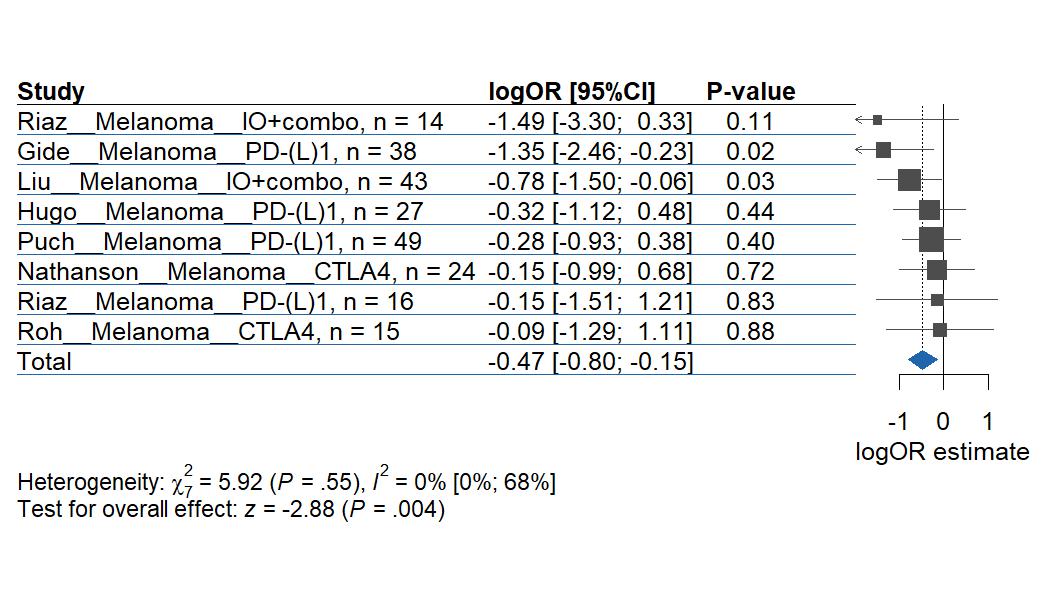 Study logOR [95%CI] P-value
Riaz__Melanoma__IO+combo, n = 14 -1.49 [-3.30; 0.33] 0.11
Gide__Melanoma__PD-(L)1, n = 38 -1.35 [-2.46; -0.23] 0.02
Liu__Melanoma__IO+combo, n = 43 -0.78 [-1.50; -0.06] 0.03
Hugo__Melanoma__PD-(L)1, n = 27 -0.32 [-1.12; 0.48] 0.44
Puch__Melanoma__PD-(L)1, n = 49 -0.28 [-0.93; 0.38] 0.40
Nathanson__Melanoma__CTLA4, n = 24 -0.15 [-0.99; 0.68] 0.72
Riaz__Melanoma__PD-(L)1, n = 16 -0.15 [-1.51; 1.21] 0.83
Roh__Melanoma__CTLA4, n = 15 -0.09 [-1.29; 1.11] 0.88
Total -0.47 [-0.80; -0.15]
-1 0 1
logOR estimate
Heterogeneity: χ²₇ = 5.92 (P = .55), I² = 0% [0%; 68%]
Test for overall effect: z = -2.88 (P = .004)